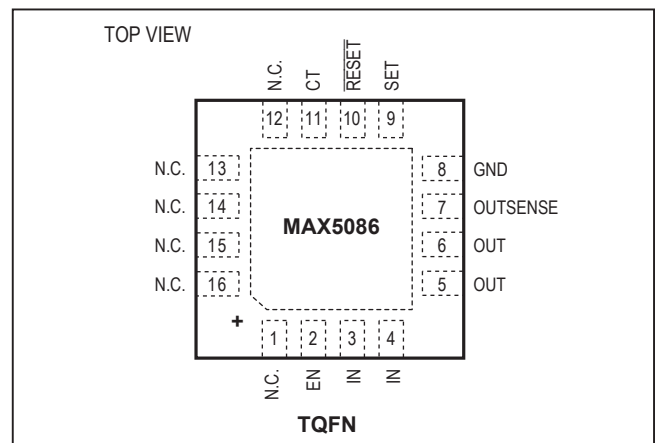 TOP VIEW
N.C. CT RESET SET
12 11 10 9
N.C. 13 8 GND
N.C. 14 MAX5086 7 OUTSENSE
N.C. 15 6 OUT
N.C. 16 5 OUT
+
1 2 3 4
N.C. EN IN IN
TQFN